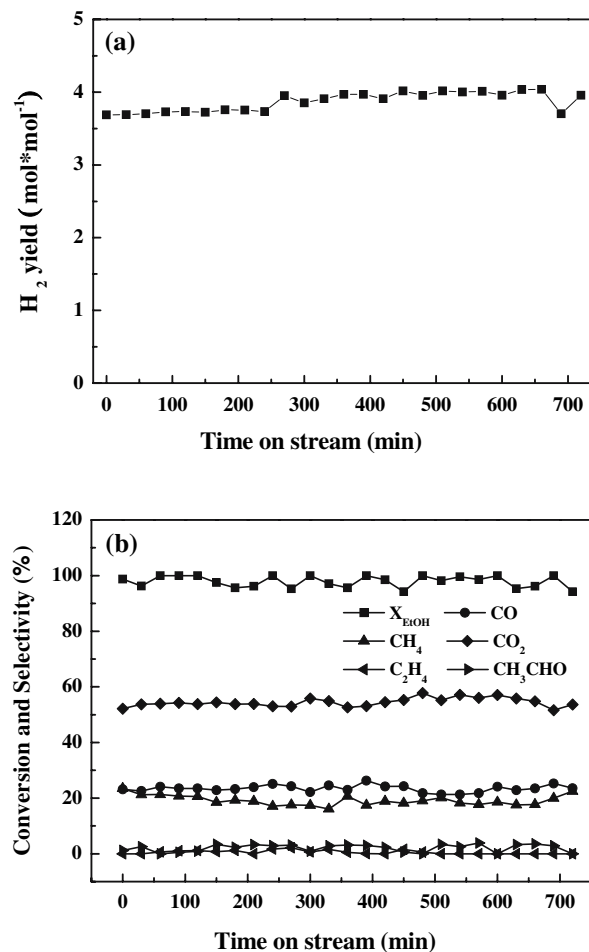 (a)
5
4
3
2
1
0
H₂ yield ( mol*mol⁻¹)
0 100 200 300 400 500 600 700
Time on stream (min)
(b)
120
100
80
60
40
20
0
Conversion and Selectivity (%)
X_EtOH CO
CH₄ CO₂
C₂H₄ CH₃CHO
0 100 200 300 400 500 600 700
Time on stream (min)